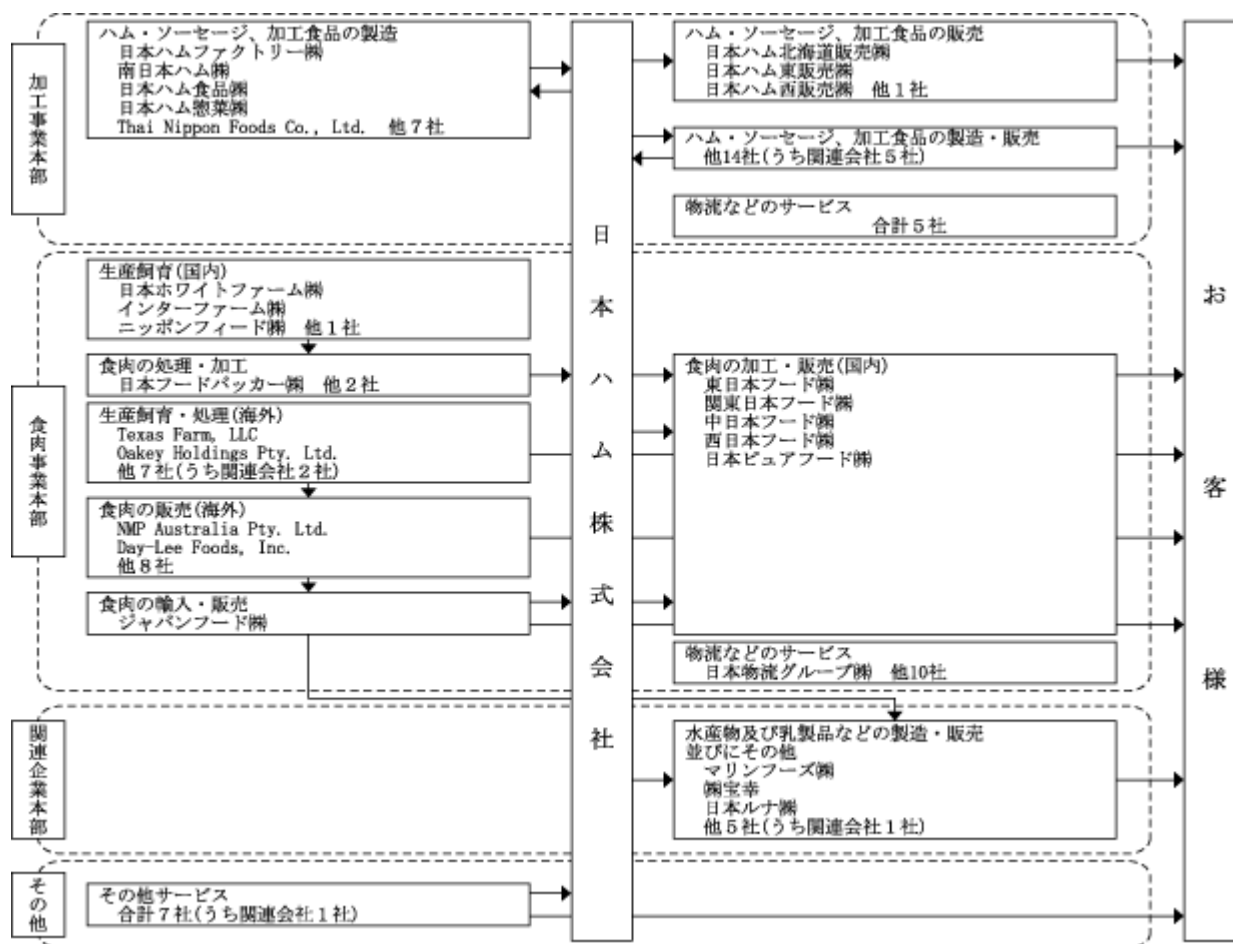 加工事業本部
ハム・ソーセージ、加工食品の製造
日本ハムファクトリー㈱
南日本ハム㈱
日本ハム食品㈱
日本ハム惣菜㈱
Thai Nippon Foods Co., Ltd. 他7社
ハム・ソーセージ、加工食品の販売
日本ハム北海道販売㈱
日本ハム東販売㈱
日本ハム西販売㈱ 他1社
ハム・ソーセージ、加工食品の製造・販売
他14社(うち関連会社5社)
物流などのサービス
合計5社
食肉事業本部
生産飼育(国内)
日本ホワイトファーム㈱
インターファーム㈱
ニッポンフィード㈱ 他1社
食肉の処理・加工
日本フードパッカー㈱ 他2社
生産飼育・処理(海外)
Texas Farm, LLC
Oakey Holdings Pty. Ltd.
他7社(うち関連会社2社)
食肉の販売(海外)
NMP Australia Pty. Ltd.
Day-Lee Foods, Inc.
他8社
食肉の輸入・販売
ジャパンフード㈱
食肉の加工・販売(国内)
東日本フード㈱
関東日本フード㈱
中日本フード㈱
西日本フード㈱
日本ピュアフード㈱
物流などのサービス
日本物流グループ㈱ 他10社
関連企業本部
水産物及び乳製品などの製造・販売
並びにその他
マリンフーズ㈱
㈱宝幸
日本ルナ㈱
他5社(うち関連会社1社)
その他
その他サービス
合計7社(うち関連会社1社)
日本ハム株式会社
お客様